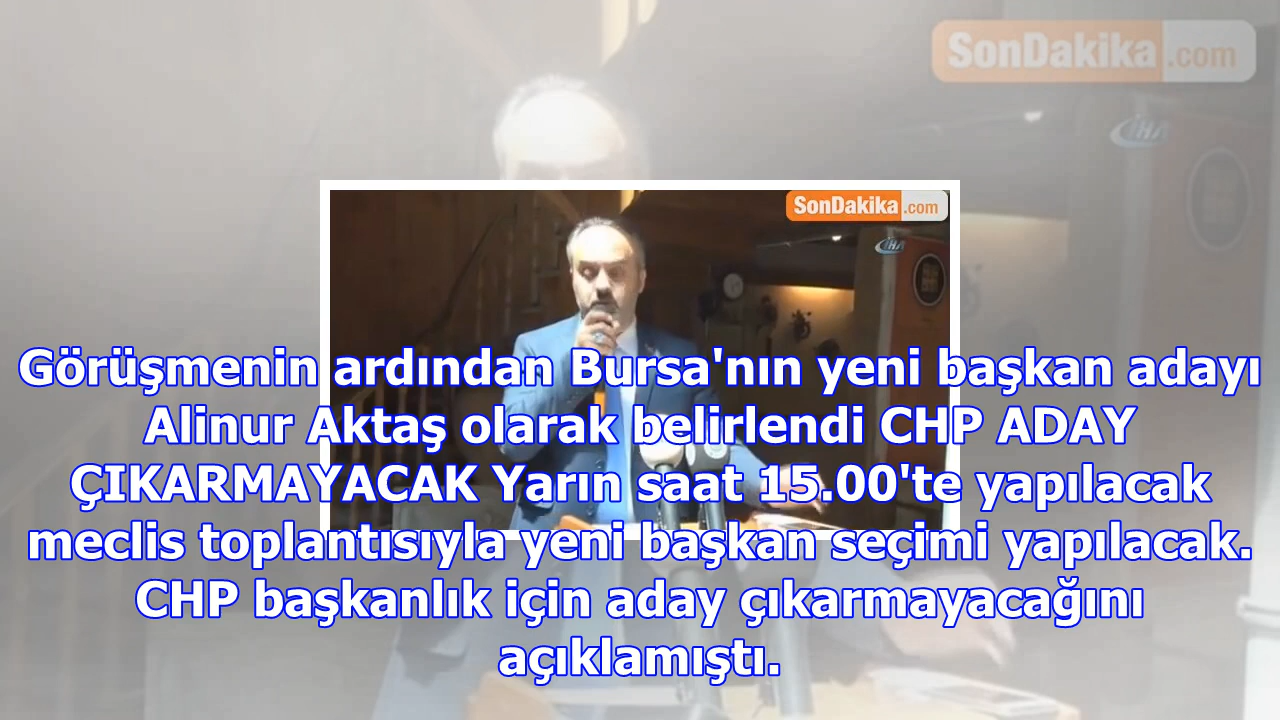 SonDakika.com
İHA
SonDakika.com
İHA
Görüşmenin ardından Bursa'nın yeni başkan adayı
Alinur Aktaş olarak belirlendi CHP ADAY
ÇIKARMAYACAK Yarın saat 15.00'te yapılacak
meclis toplantısıyla yeni başkan seçimi yapılacak.
CHP başkanlık için aday çıkarmayacağını
açıklamıştı.